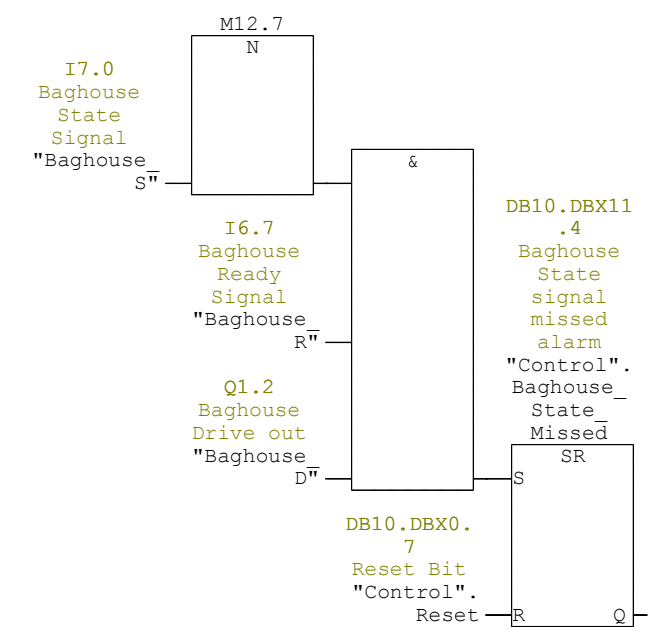 M12.7
N
I7.0
Baghouse
State
Signal
"Baghouse_
S"
&
I6.7
Baghouse
Ready
Signal
"Baghouse_
R"
Q1.2
Baghouse
Drive out
"Baghouse_
D"
DB10.DBX11
.4
Baghouse
State
signal
missed
alarm
"Control".
Baghouse_
State_
Missed
SR
S
DB10.DBX0.
7
Reset Bit
"Control".
Reset
R
Q